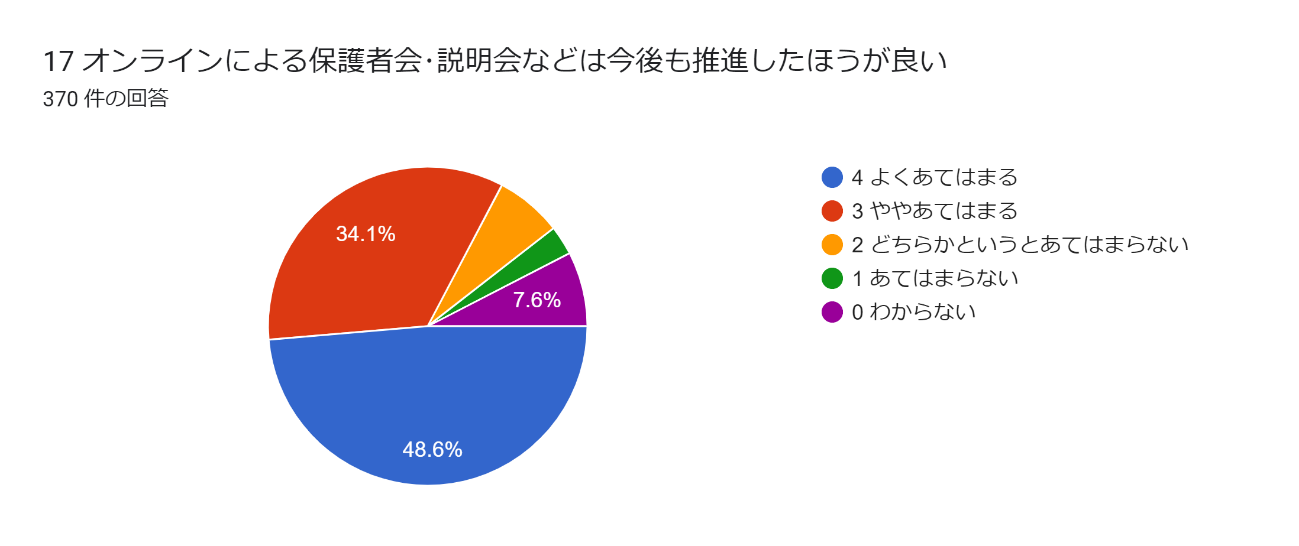 17 オンラインによる保護者会･説明会などは今後も推進したほうが良い
370 件の回答
4 よくあてはまる
3 ややあてはまる
2 どちらかというとあてはまらない
1 あてはまらない
0 わからない
34.1%
7.6%
48.6%